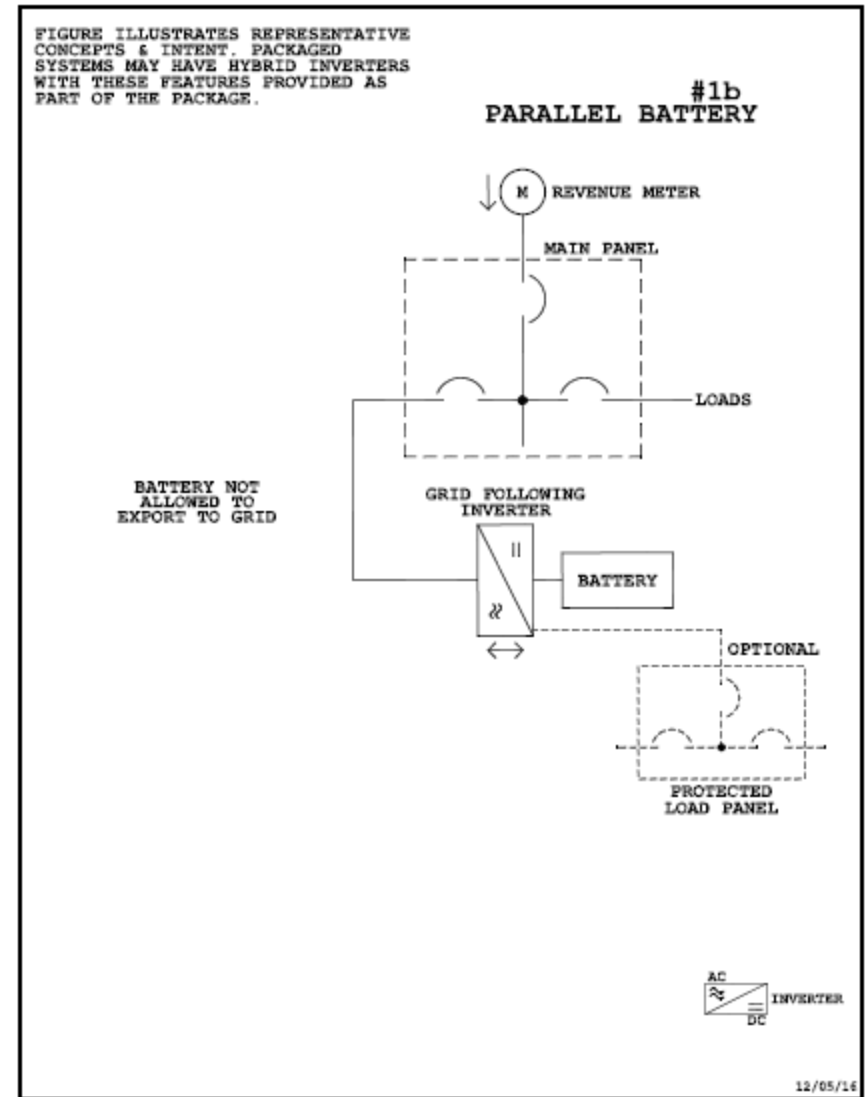 FIGURE ILLUSTRATES REPRESENTATIVE
CONCEPTS & INTENT. PACKAGED
SYSTEMS MAY HAVE HYBRID INVERTERS
WITH THESE FEATURES PROVIDED AS
PART OF THE PACKAGE.
#1b
PARALLEL BATTERY
M
REVENUE METER
MAIN PANEL
LOADS
BATTERY NOT
ALLOWED TO
EXPORT TO GRID
GRID FOLLOWING
INVERTER
BATTERY
OPTIONAL
PROTECTED
LOAD PANEL
AC
INVERTER
DC
12/05/16